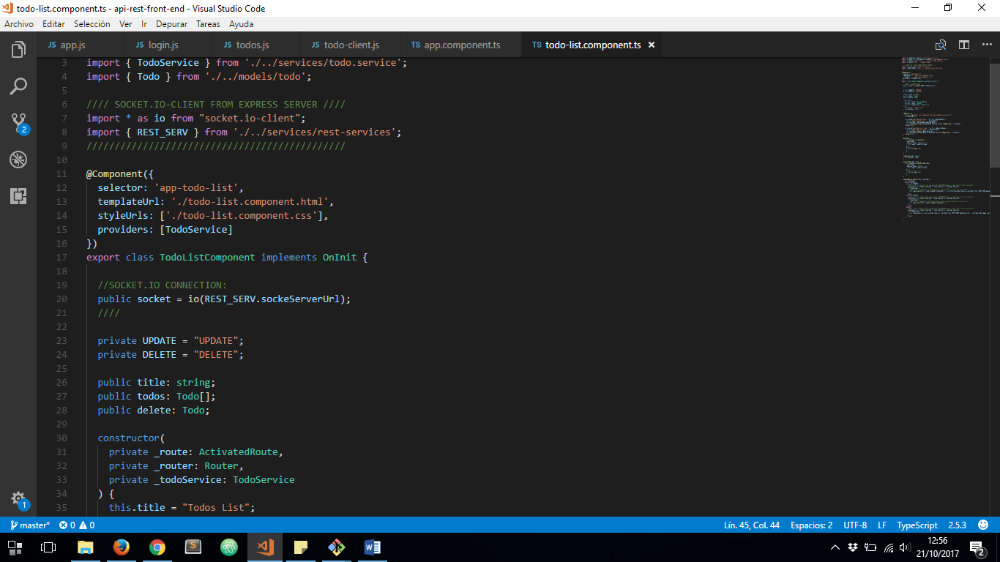 todo-list.component.ts - api-rest-front-end - Visual Studio Code
Archivo Editar Selección Ver Ir Depurar Tareas Ayuda
JS app.js JS login.js JS todos.js JS todo-client.js TS app.component.ts TS todo-list.component.ts
3 import { TodoService } from './../services/todo.service';
4 import { Todo } from './../models/todo';
5
6 //// SOCKET.IO-CLIENT FROM EXPRESS SERVER ////
7 import * as io from "socket.io-client";
8 import { REST_SERV } from './../services/rest-services';
9 //////////////////////////////////////////////
10
11 @Component({
12 selector: 'app-todo-list',
13 templateUrl: './todo-list.component.html',
14 styleUrls: ['./todo-list.component.css'],
15 providers: [TodoService]
16 })
17 export class TodoListComponent implements OnInit {
18
19 //SOCKET.IO CONNECTION:
20 public socket = io(REST_SERV.sockeServerUrl);
21 ////
22
23 private UPDATE = "UPDATE";
24 private DELETE = "DELETE";
25
26 public title: string;
27 public todos: Todo[];
28 public delete: Todo;
29
30 constructor(
31 private _route: ActivatedRoute,
32 private _router: Router,
33 private _todoService: TodoService
34 ) {
35 this.title = "Todos List";
2
1
master* 0 0 Lín. 45, Col. 44 Espacios: 2 UTF-8 LF TypeScript 2.5.3
12:56
21/10/2017
2